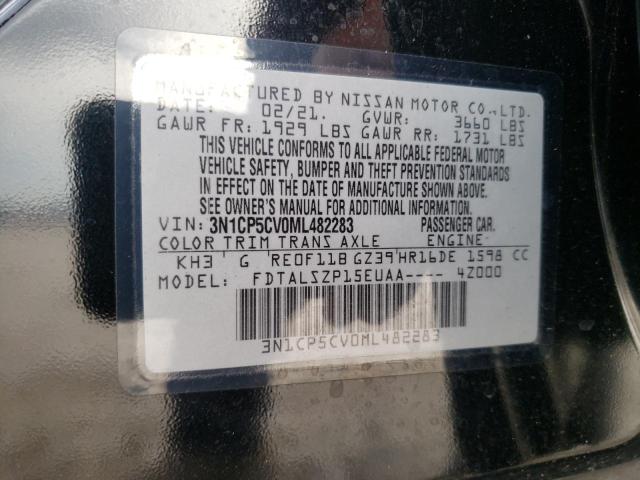 MANUFACTURED BY NISSAN MOTOR CO.,LTD.
DATE: 02/21. GVWR: 3660 LBS
GAWR FR: 1929 LBS GAWR RR: 1731 LBS
THIS VEHICLE CONFORMS TO ALL APPLICABLE FEDERAL MOTOR
VEHICLE SAFETY, BUMPER AND THEFT PREVENTION STANDARDS
IN EFFECT ON THE DATE OF MANUFACTURE SHOWN ABOVE.
SEE OWNER'S MANUAL FOR ADDITIONAL INFORMATION.
VIN: 3N1CP5CV0ML482283 PASSENGER CAR.
COLOR TRIM TRANS AXLE ENGINE:
KH3 ' G 'RE0F11B GZ39'HR16DE 1598 CC
MODEL: FDTALSZP15EUAA---- 4Z000
3N1CP5CV0ML482283